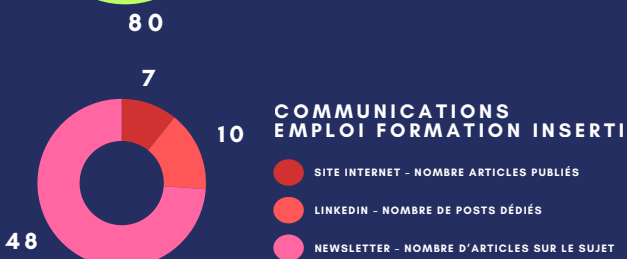 80
7
10
48
COMMUNICATIONS
EMPLOI FORMATION INSERTI
SITE INTERNET – NOMBRE ARTICLES PUBLIÉS
LINKEDIN – NOMBRE DE POSTS DÉDIÉS
NEWSLETTER – NOMBRE D'ARTICLES SUR LE SUJET